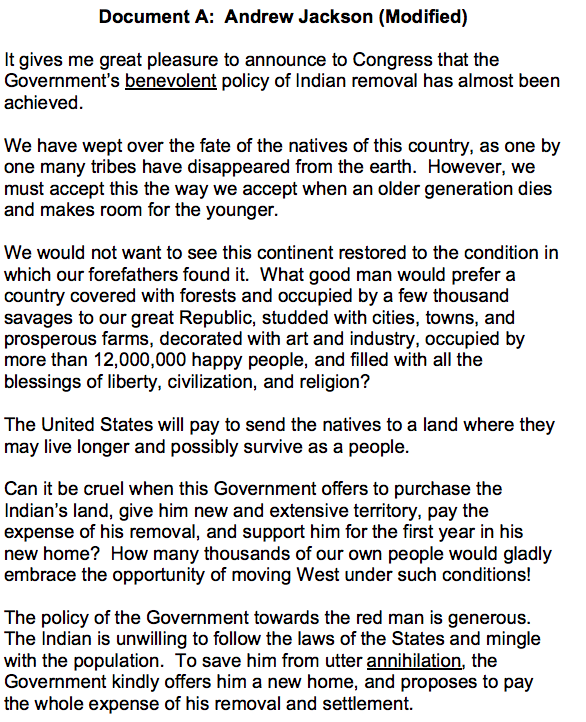 Document A:  Andrew Jackson (Modified)
It gives me great pleasure to announce to Congress that the
Government's benevolent policy of Indian removal has almost been
achieved.
We have wept over the fate of the natives of this country, as one by
one many tribes have disappeared from the earth.  However, we
must accept this the way we accept when an older generation dies
and makes room for the younger.
We would not want to see this continent restored to the condition in
which our forefathers found it.  What good man would prefer a
country covered with forests and occupied by a few thousand
savages to our great Republic, studded with cities, towns, and
prosperous farms, decorated with art and industry, occupied by
more than 12,000,000 happy people, and filled with all the
blessings of liberty, civilization, and religion?
The United States will pay to send the natives to a land where they
may live longer and possibly survive as a people.
Can it be cruel when this Government offers to purchase the
Indian's land, give him new and extensive territory, pay the
expense of his removal, and support him for the first year in his
new home?  How many thousands of our own people would gladly
embrace the opportunity of moving West under such conditions!
The policy of the Government towards the red man is generous.
The Indian is unwilling to follow the laws of the States and mingle
with the population.  To save him from utter annihilation, the
Government kindly offers him a new home, and proposes to pay
the whole expense of his removal and settlement.